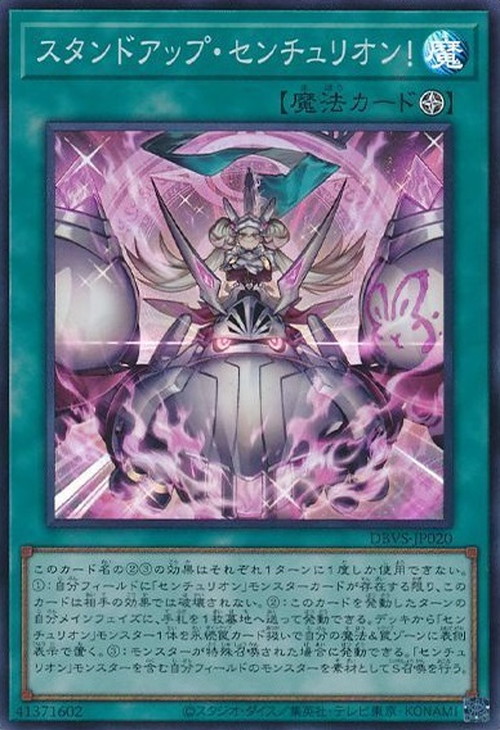 スタンドアップ・センチュリオン!
魔
【魔法カード】
DBVS-JP020
このカード名の②③の効果はそれぞれ1ターンに1度しか使用できない。
①:自分フィールドに「センチュリオン」モンスターカードが存在する限り、この
カードは相手の効果では破壊されない。②:このカードを発動したターンの
自分メインフェイズに、手札を1枚墓地へ送って発動できる。デッキから「セン
チュリオン」モンスター1体を永続罠カード扱いで自分の魔法&罠ゾーンに表側
表示で置く。③:モンスターが特殊召喚された場合に発動できる。「センチュリ
オン」モンスターを含む自分フィールドのモンスターを素材としてS召喚を行う。
41371602 ©スタジオ・ダイス/集英社・テレビ東京・KONAMI